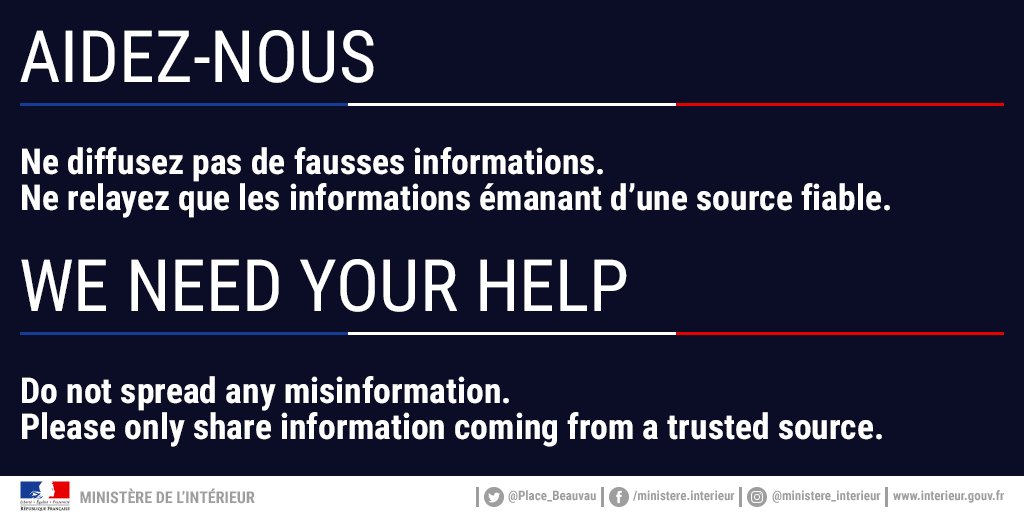 AIDEZ-NOUS
Ne diffusez pas de fausses informations.
Ne relayez que les informations émanant d’une source fiable.
WE NEED YOUR HELP
Do not spread any misinformation.
Please only share information coming from a trusted source.
Liberté • Égalité • Fraternité
RÉPUBLIQUE FRANÇAISE
MINISTÈRE DE L’INTÉRIEUR
@Place_Beauvau
/ministere.interieur
@ministere_interieur
www.interieur.gouv.fr